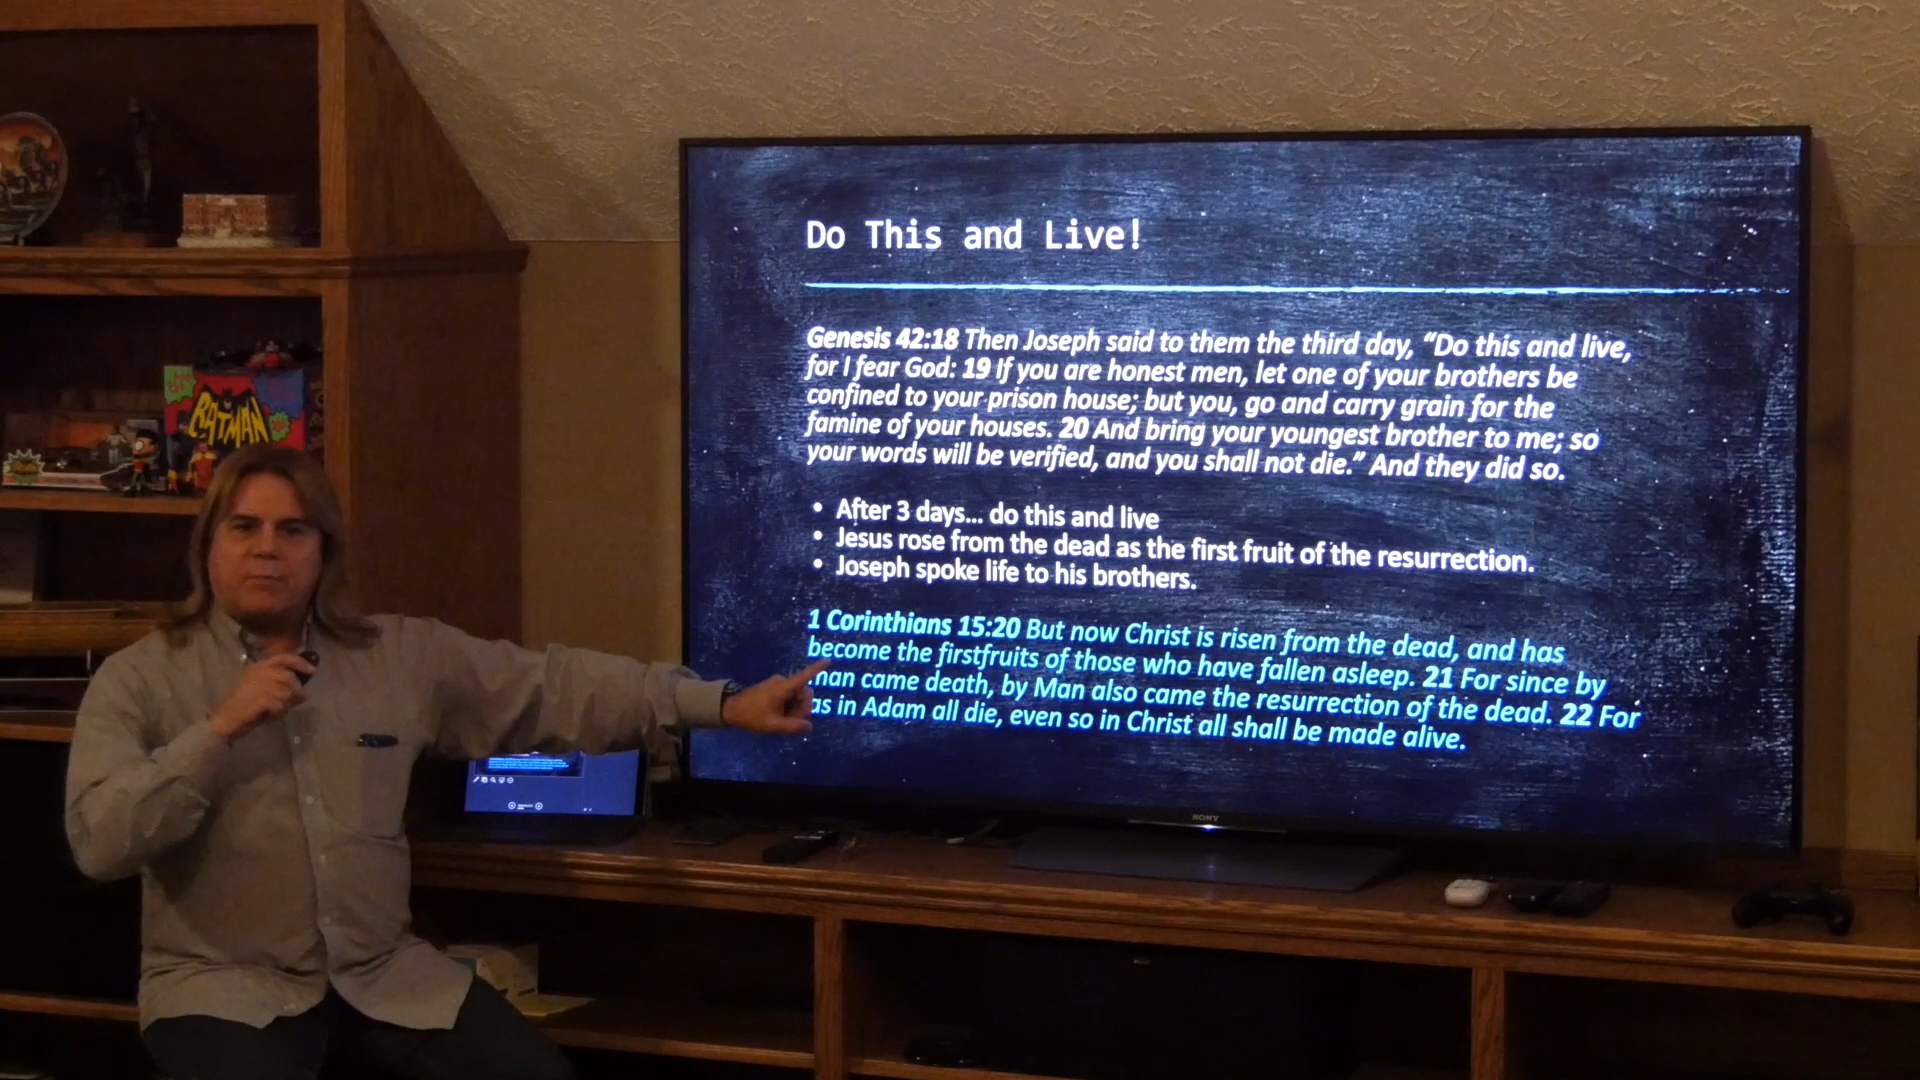 BATMAN
Do This and Live!
Genesis 42:18 Then Joseph said to them the third day, “Do this and live,
for I fear God: 19 If you are honest men, let one of your brothers be
confined to your prison house; but you, go and carry grain for the
famine of your houses. 20 And bring your youngest brother to me; so
your words will be verified, and you shall not die.” And they did so.
• After 3 days... do this and live
• Jesus rose from the dead as the first fruit of the resurrection.
• Joseph spoke life to his brothers.
1 Corinthians 15:20 But now Christ is risen from the dead, and has
become the firstfruits of those who have fallen asleep. 21 For since by
man came death, by Man also came the resurrection of the dead. 22 For
as in Adam all die, even so in Christ all shall be made alive.
SONY